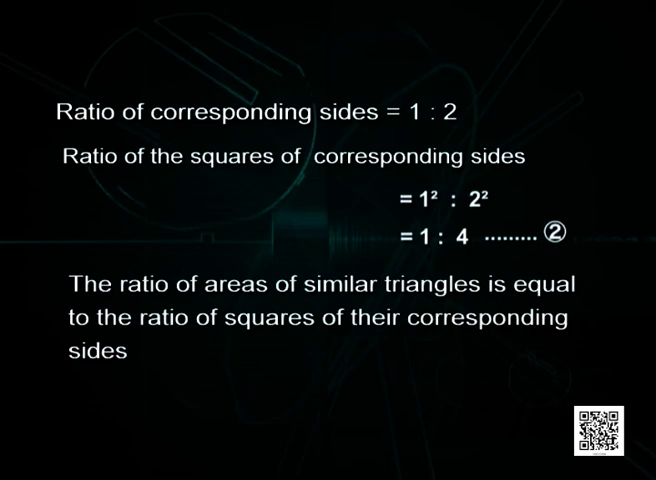 Ratio of corresponding sides = 1 : 2
Ratio of the squares of corresponding sides
= 1² : 2²
= 1 : 4 ......... ②
The ratio of areas of similar triangles is equal
to the ratio of squares of their corresponding
sides